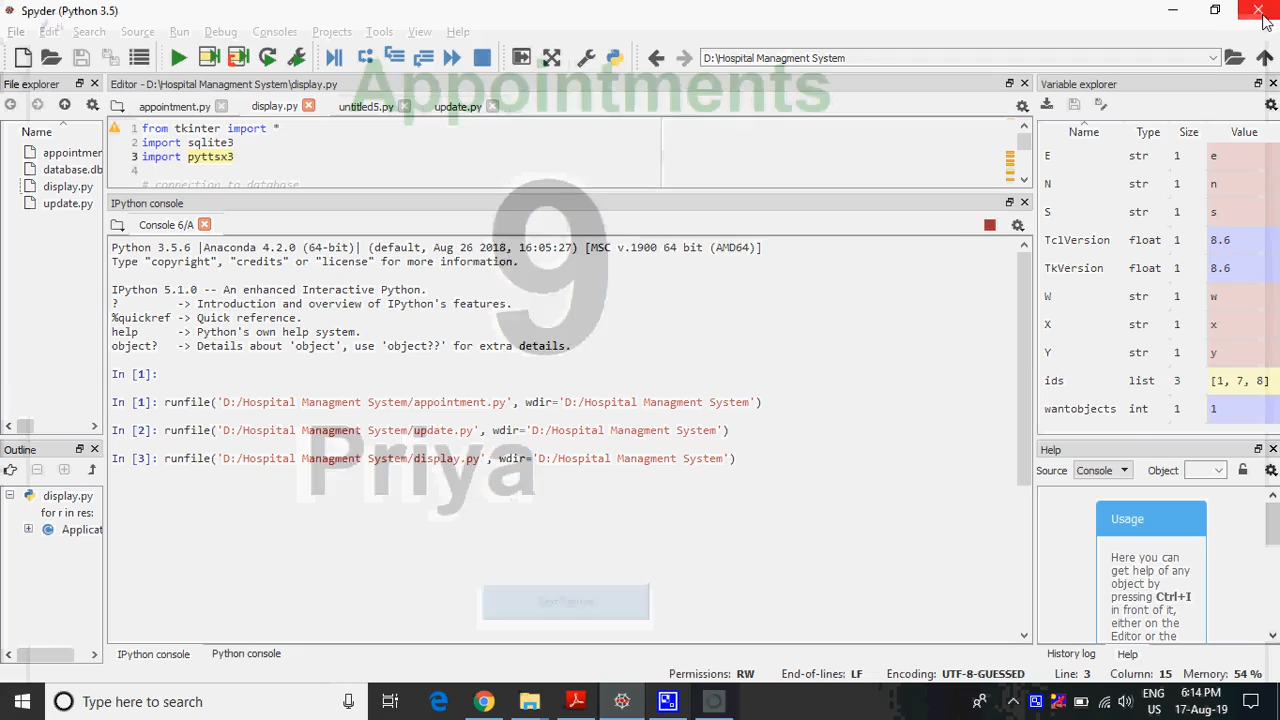 Spyder (Python 3.5)
File Edit Search Source Run Debug Consoles Projects Tools View Help
D:\Hospital Managment System
File explorer
Name
appointmer
database.db
display.py
update.py
Editor - D:\Hospital Managment System\display.py
appointment.py display.py untitled5.py update.py
1 from tkinter import *
2 import sqlite3
3 import pyttsx3
4
# connection to database
Appointments
9
Priya
IPython console
Console 6/A
Python 3.5.6 |Anaconda 4.2.0 (64-bit)| (default, Aug 26 2018, 16:05:27) [MSC v.1900 64 bit (AMD64)]
Type "copyright", "credits" or "license" for more information.
IPython 5.1.0 -- An enhanced Interactive Python.
? -> Introduction and overview of IPython's features.
%quickref -> Quick reference.
help -> Python's own help system.
object? -> Details about 'object', use 'object??' for extra details.
In [1]:
In [1]: runfile('D:/Hospital Managment System/appointment.py', wdir='D:/Hospital Managment System')
In [2]: runfile('D:/Hospital Managment System/update.py', wdir='D:/Hospital Managment System')
In [3]: runfile('D:/Hospital Managment System/display.py', wdir='D:/Hospital Managment System')
IPython console Python console
Outline
display.py
for r in res:
Applicatio
Variable explorer
Name Type Size Value
E str 1 e
N str 1 n
S str 1 s
TclVersion float 1 8.6
TkVersion float 1 8.6
W str 1 w
X str 1 x
Y str 1 y
ids list 3 [1, 7, 8]
wantobjects int 1 1
Help
Source Console Object
Usage
Here you can
get help of any
object by
pressing Ctrl+I
in front of it,
either on the
Editor or the
History log Help
Permissions: RW End-of-lines: LF Encoding: UTF-8-GUESSED Line: 3 Column: 15 Memory: 54 %
Type here to search
ENG
US
6:14 PM
17-Aug-19